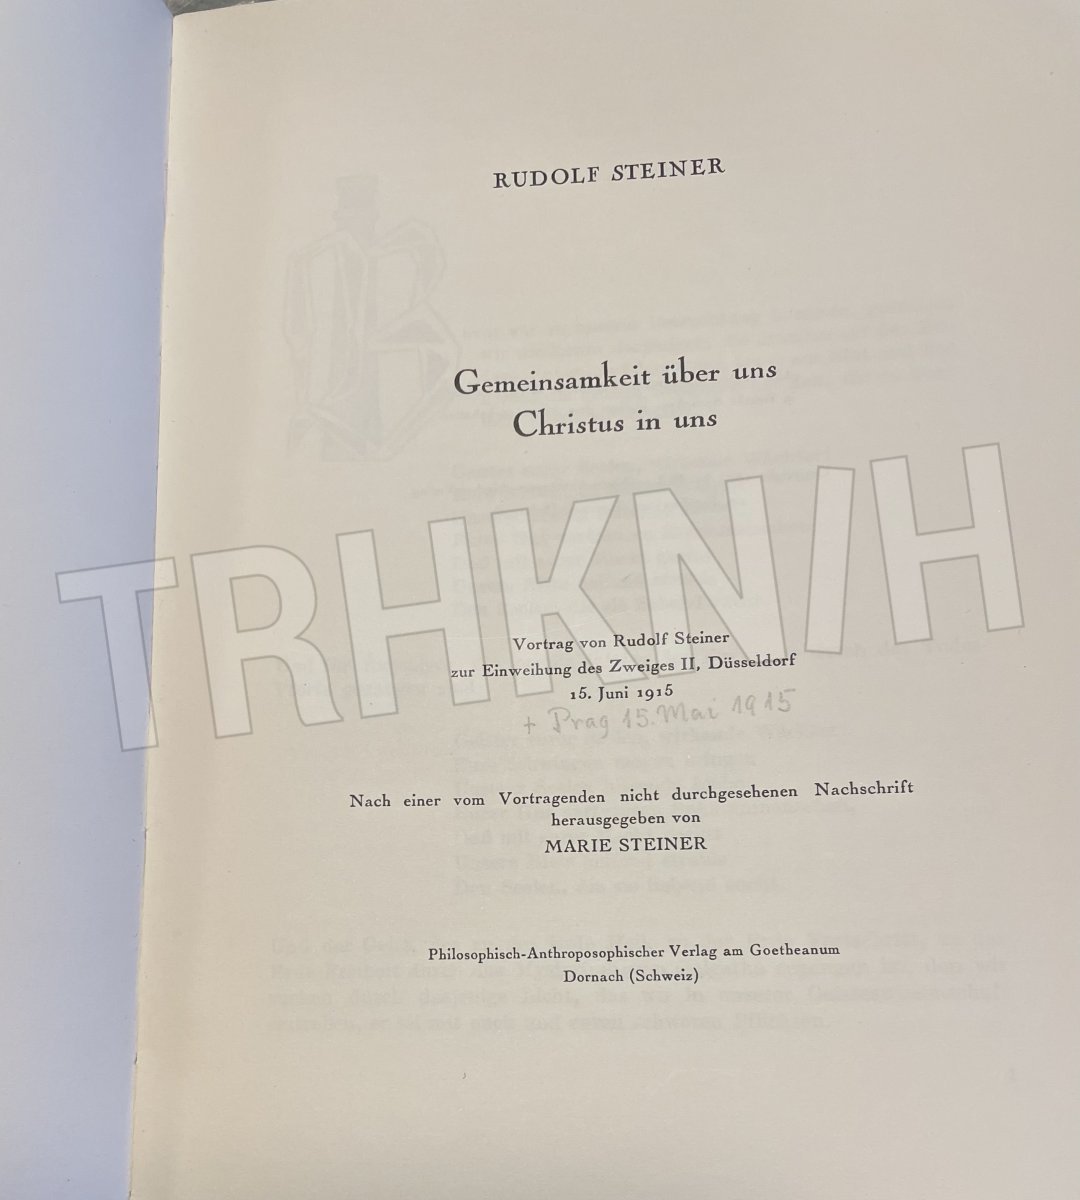 RUDOLF STEINER
Gemeinsamkeit über uns
Christus in uns
TRHKN/H
Vortrag von Rudolf Steiner
zur Einweihung des Zweiges II, Düsseldorf
15. Juni 1915
+ Prag 15. Mai 1915
Nach einer vom Vortragenden nicht durchgesehenen Nachschrift
herausgegeben von
MARIE STEINER
Philosophisch-Anthroposophischer Verlag am Goetheanum
Dornach (Schweiz)